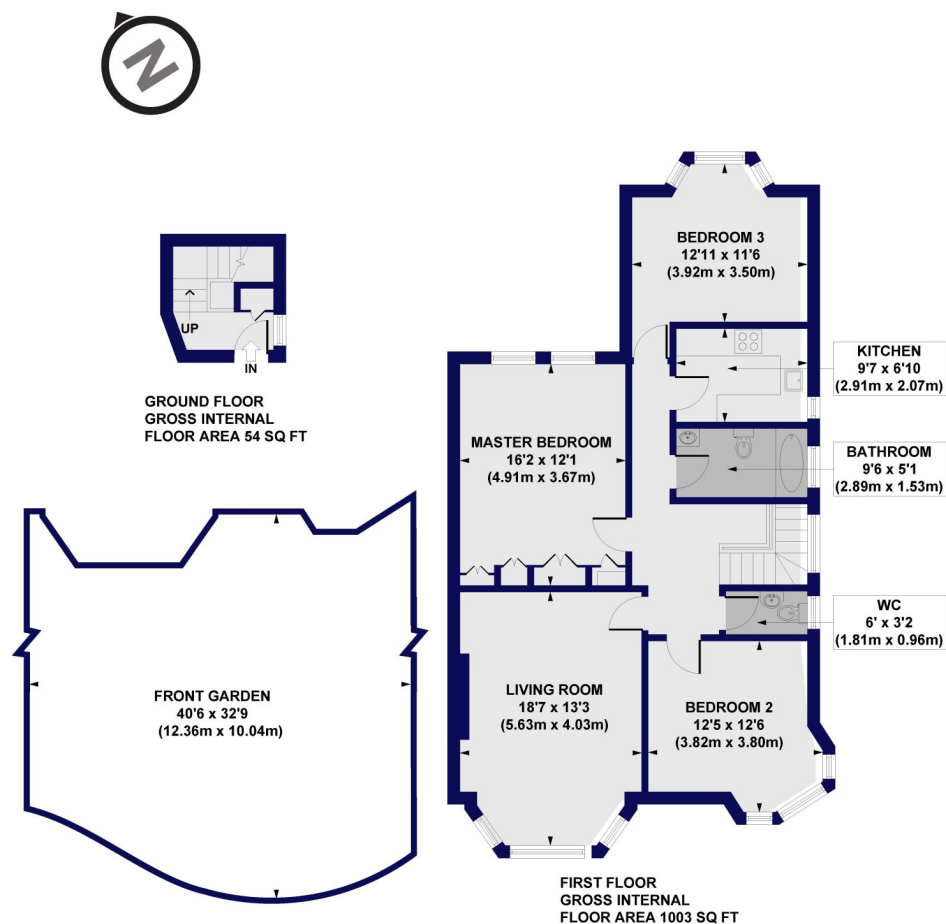 N
BEDROOM 3
12'11 x 11'6
(3.92m x 3.50m)
KITCHEN
9'7 x 6'10
(2.91m x 2.07m)
UP
IN
GROUND FLOOR
GROSS INTERNAL
FLOOR AREA 54 SQ FT
MASTER BEDROOM
16'2 x 12'1
(4.91m x 3.67m)
BATHROOM
9'6 x 5'1
(2.89m x 1.53m)
WC
6' x 3'2
(1.81m x 0.96m)
FRONT GARDEN
40'6 x 32'9
(12.36m x 10.04m)
LIVING ROOM
18'7 x 13'3
(5.63m x 4.03m)
BEDROOM 2
12'5 x 12'6
(3.82m x 3.80m)
FIRST FLOOR
GROSS INTERNAL
FLOOR AREA 1003 SQ FT